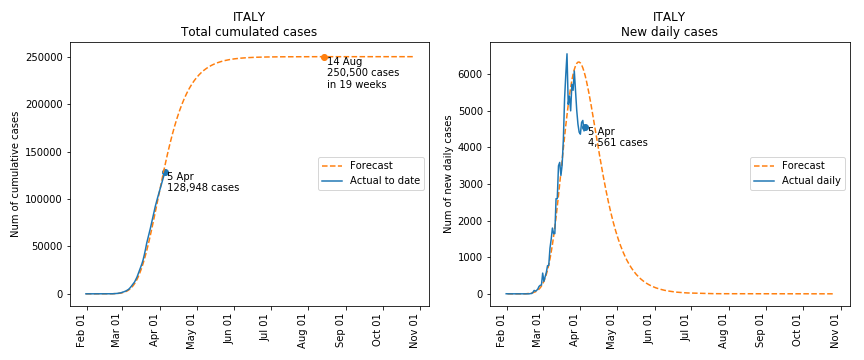 ITALY
Total cumulated cases
Num of cumulative cases
250000
200000
150000
100000
50000
0
14 Aug
250,500 cases
in 19 weeks
5 Apr
128,948 cases
Forecast
Actual to date
Feb 01
Mar 01
Apr 01
May 01
Jun 01
Jul 01
Aug 01
Sep 01
Oct 01
Nov 01
ITALY
New daily cases
Num of new daily cases
6000
5000
4000
3000
2000
1000
0
5 Apr
4,561 cases
Forecast
Actual daily
Feb 01
Mar 01
Apr 01
May 01
Jun 01
Jul 01
Aug 01
Sep 01
Oct 01
Nov 01